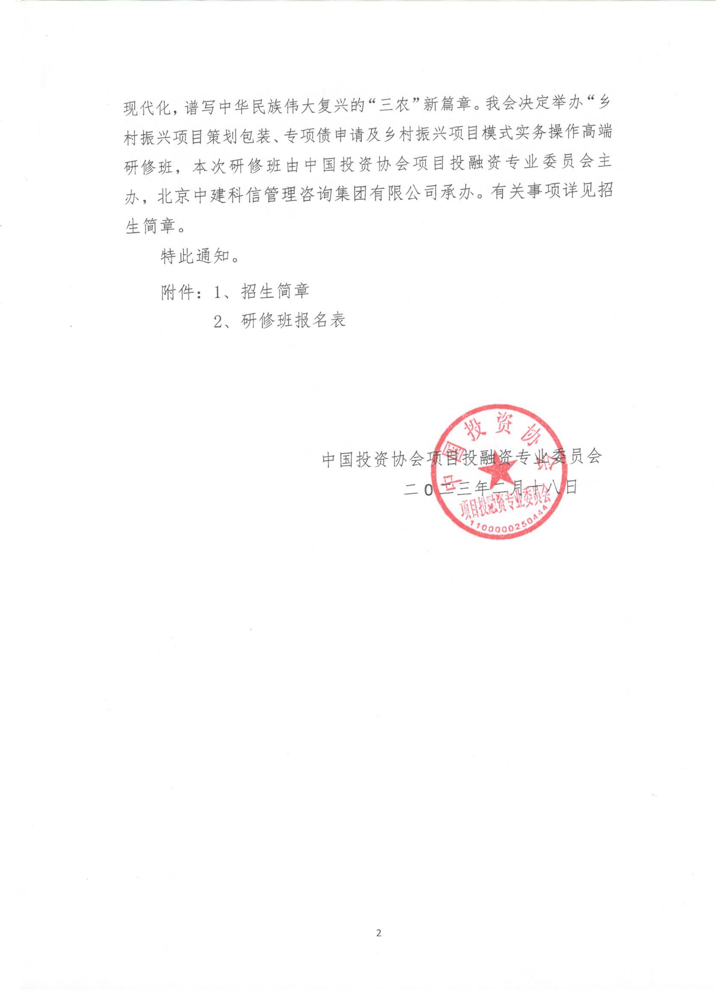 现代化，谱写中华民族伟大复兴的“三农”新篇章。我会决定举办“乡
村振兴项目策划包装、专项债申请及乡村振兴项目模式实务操作高端
研修班，本次研修班由中国投资协会项目投融资专业委员会主
办，北京中建科信管理咨询集团有限公司承办。有关事项详见招
生简章。
特此通知。
附件：1、招生简章
2、研修班报名表
中国投资协会
中国投资协会项目投融资专业委员会
二0二三年二月十八日
项目投融资专业委员会
1100000250444
2